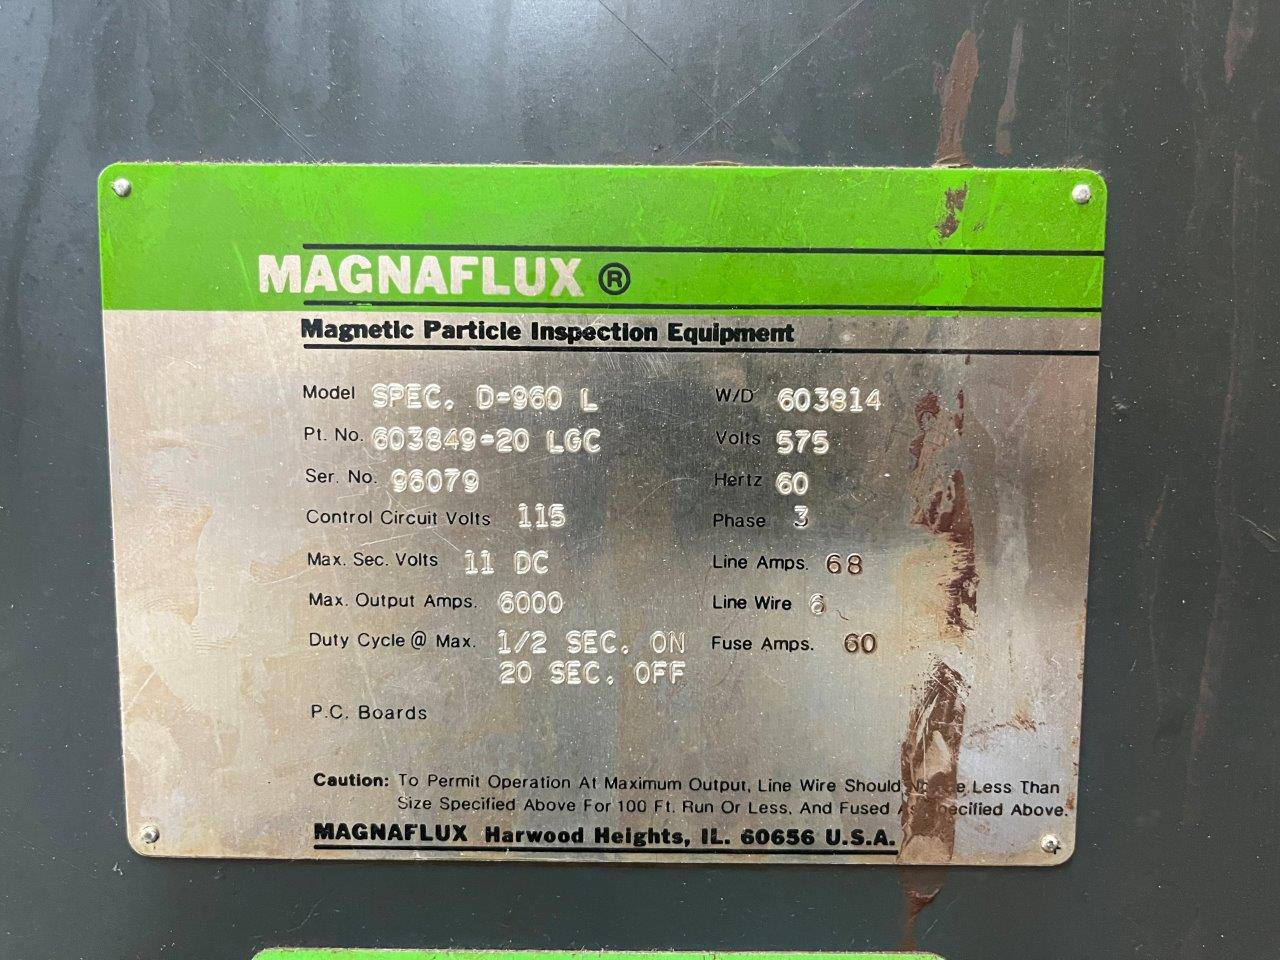 MAGNAFLUX ®
Magnetic Particle Inspection Equipment
Model SPEC. D-960 L
Pt. No. 603849-20 LGC
Ser. No. 96079
Control Circuit Volts 115
Max. Sec. Volts 11 DC
Max. Output Amps. 6000
Duty Cycle @ Max. 1/2 SEC. ON
20 SEC. OFF
P.C. Boards
W/D 603814
Volts 575
Hertz 60
Phase 3
Line Amps. 68
Line Wire 6
Fuse Amps. 60
Caution: To Permit Operation At Maximum Output, Line Wire Should Less Than
Size Specified Above For 100 Ft. Run Or Less, And Fused As Specified Above.
MAGNAFLUX Harwood Heights, IL. 60656 U.S.A.